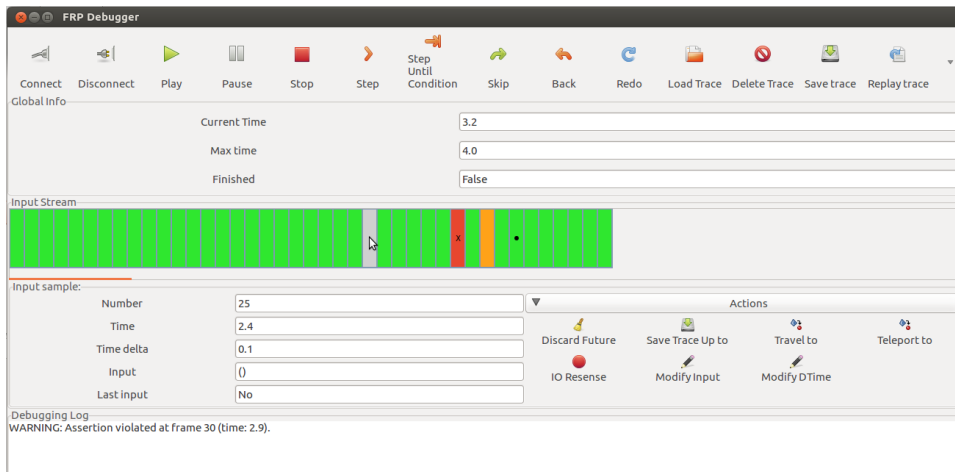 FRP Debugger
Step
Until
Connect Disconnect Play Pause Stop Step Condition Skip Back Redo Load Trace Delete Trace Save trace Replay trace
Global Info
Current Time 3.2
Max time 4.0
Finished False
Input Stream
x
Input sample:
Number 25 Actions
Time 2.4
Discard Future Save Trace Up to Travel to Teleport to
Time delta 0.1
Input ()
IO Resense Modify Input Modify DTime
Last input No
Debugging Log
WARNING: Assertion violated at frame 30 (time: 2.9).